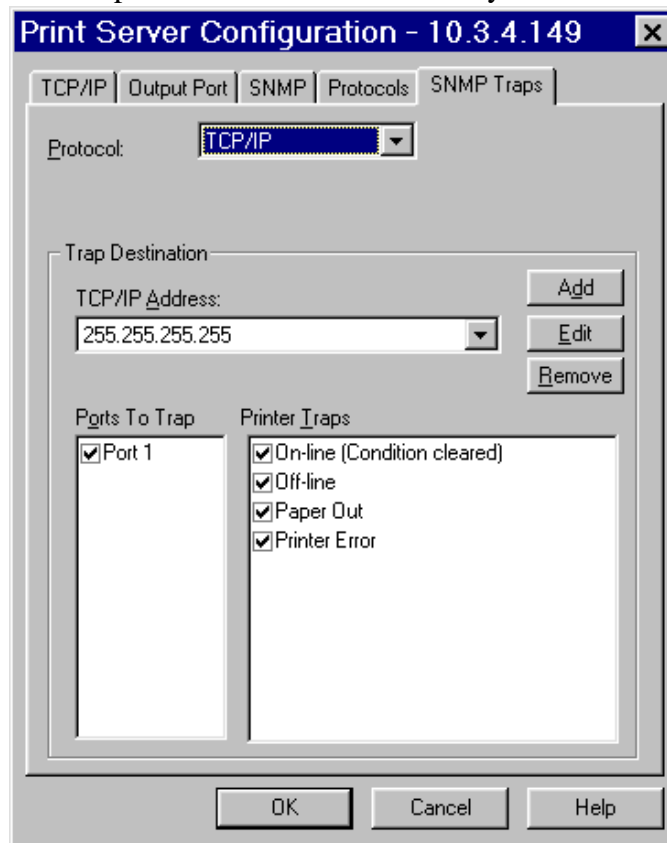 Print Server Configuration - 10.3.4.149
TCP/IP Output Port SNMP Protocols SNMP Traps
Protocol: TCP/IP
Trap Destination
Add
TCP/IP Address:
255.255.255.255
Edit
Remove
Ports To Trap Printer Traps
Port 1 On-line (Condition cleared)
Off-line
Paper Out
Printer Error
OK Cancel Help